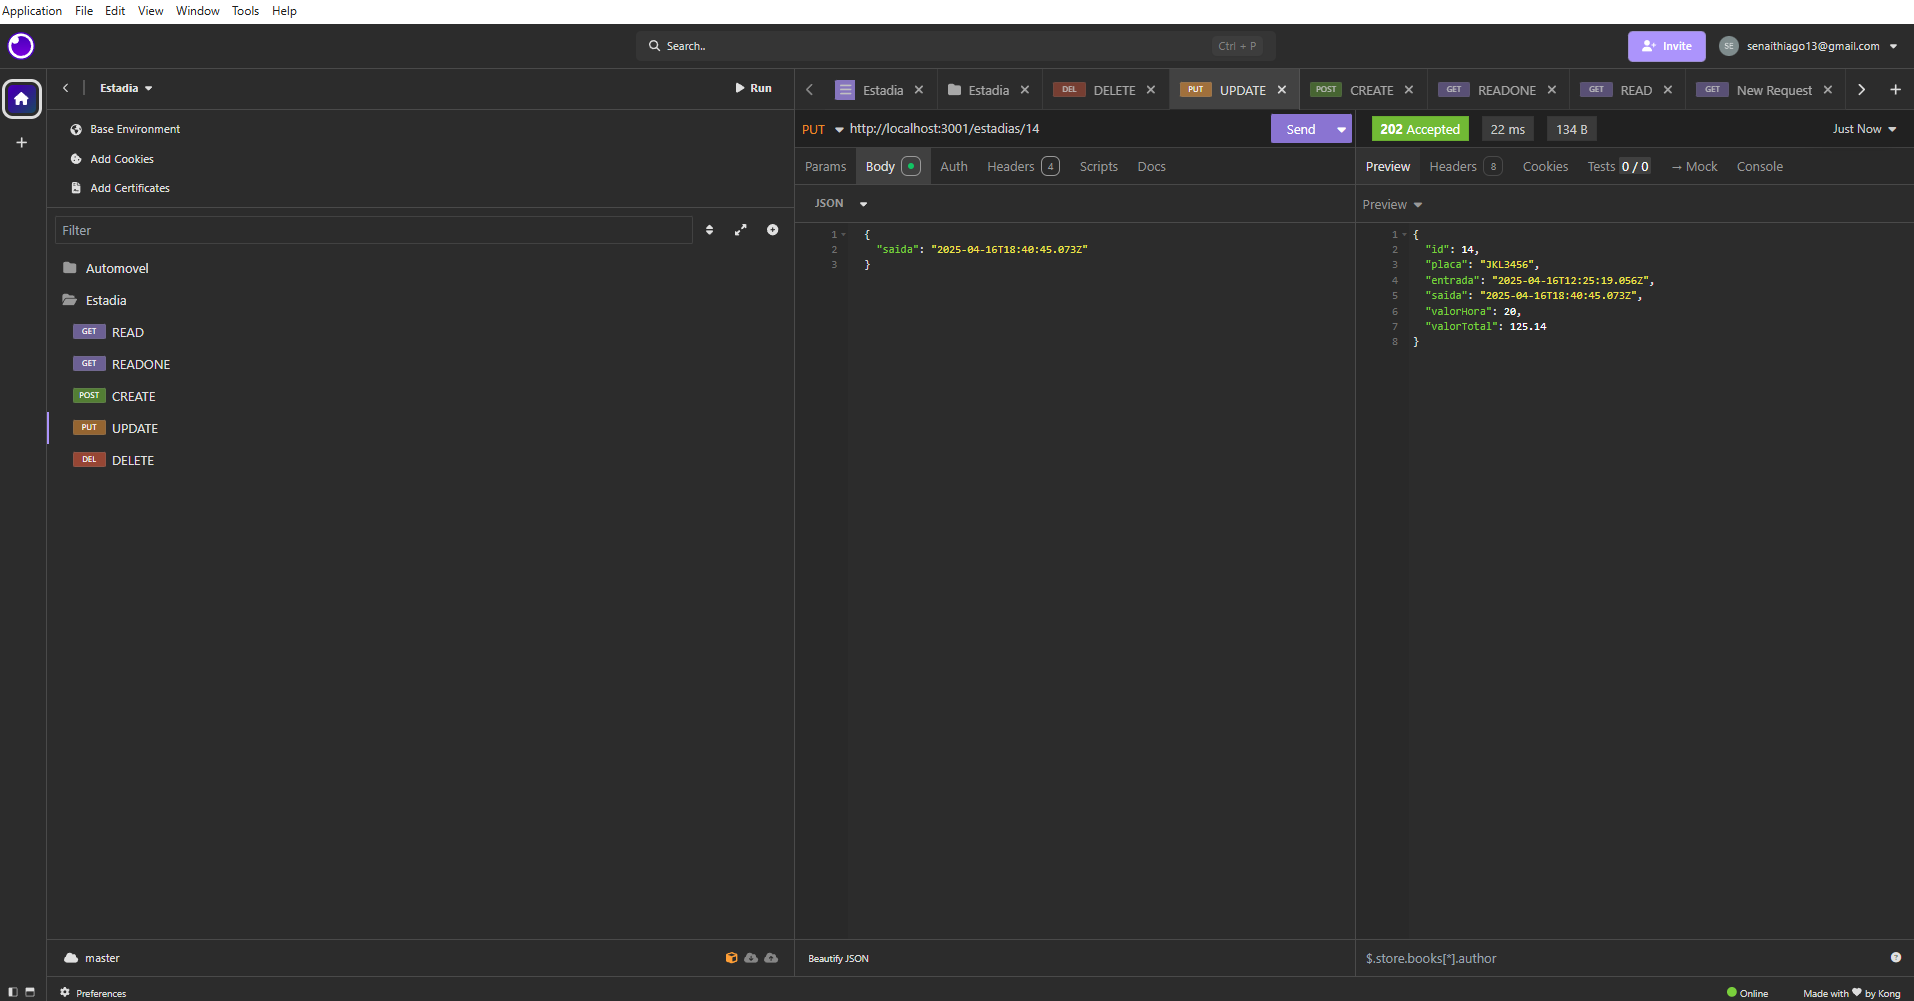 Application File Edit View Window Tools Help
Search.. Ctrl + P
Invite
SE senaithiago13@gmail.com
Estadia
Run
Base Environment
Add Cookies
Add Certificates
Filter
Automovel
Estadia
GET READ
GET READONE
POST CREATE
PUT UPDATE
DEL DELETE
master
Preferences
Estadia
Estadia
DEL DELETE
PUT UPDATE
POST CREATE
GET READONE
GET READ
GET New Request
PUT http://localhost:3001/estadias/14
Send
Params Body Auth Headers 4 Scripts Docs
JSON
1 {
2 "saida": "2025-04-16T18:40:45.073Z"
3 }
Beautify JSON
202 Accepted 22 ms 134 B
Just Now
Preview Headers 8 Cookies Tests 0 / 0 → Mock Console
Preview
1 {
2 "id": 14,
3 "placa": "JKL3456",
4 "entrada": "2025-04-16T12:25:19.056Z",
5 "saida": "2025-04-16T18:40:45.073Z",
6 "valorHora": 20,
7 "valorTotal": 125.14
8 }
$.store.books[*].author
?
Online
Made with ♥ by Kong